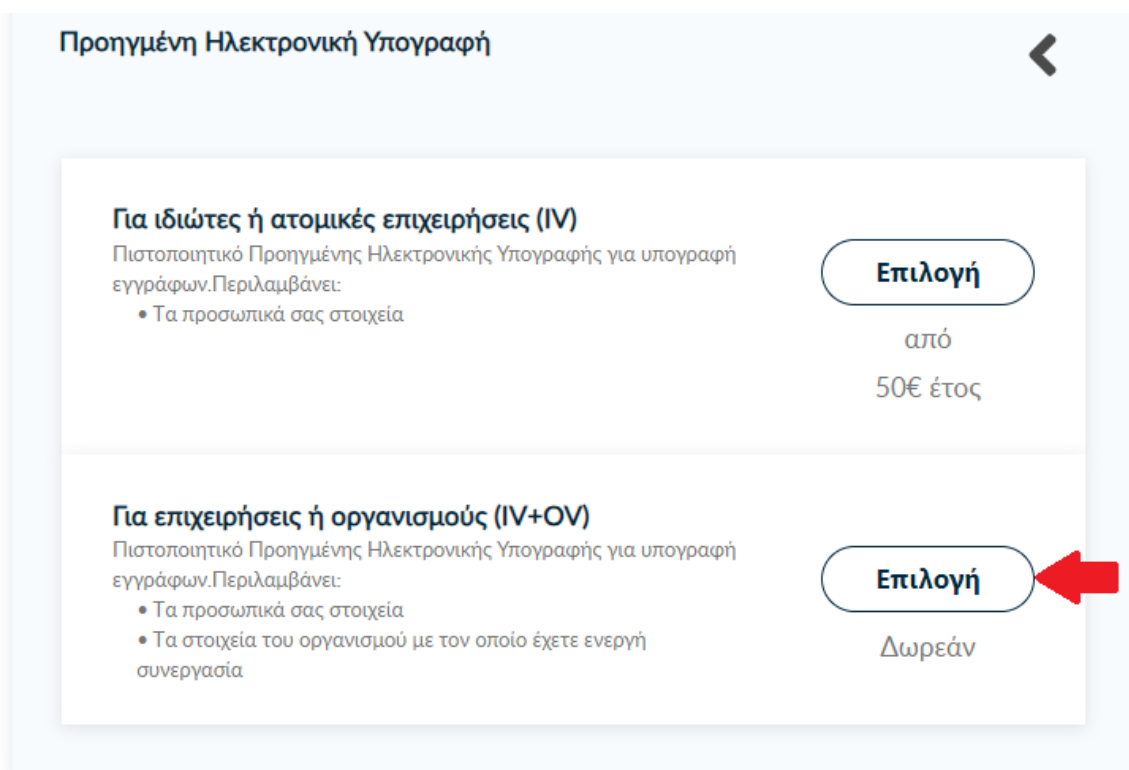 Προηγμένη Ηλεκτρονική Υπογραφή
Για ιδιώτες ή ατομικές επιχειρήσεις (IV)
Πιστοποιητικό Προηγμένης Ηλεκτρονικής Υπογραφής για υπογραφή
εγγράφων.Περιλαμβάνει:
• Τα προσωπικά σας στοιχεία
Επιλογή
από
50€ έτος
Για επιχειρήσεις ή οργανισμούς (IV+OV)
Πιστοποιητικό Προηγμένης Ηλεκτρονικής Υπογραφής για υπογραφή
εγγράφων.Περιλαμβάνει:
• Τα προσωπικά σας στοιχεία
• Τα στοιχεία του οργανισμού με τον οποίο έχετε ενεργή
συνεργασία
Επιλογή
Δωρεάν